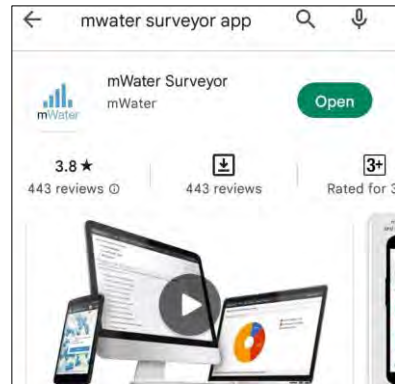 mwater surveyor app
mWater Surveyor
mWater
mWater
Open
3.8★
3+
443 reviews
443 reviews
Rated for 3